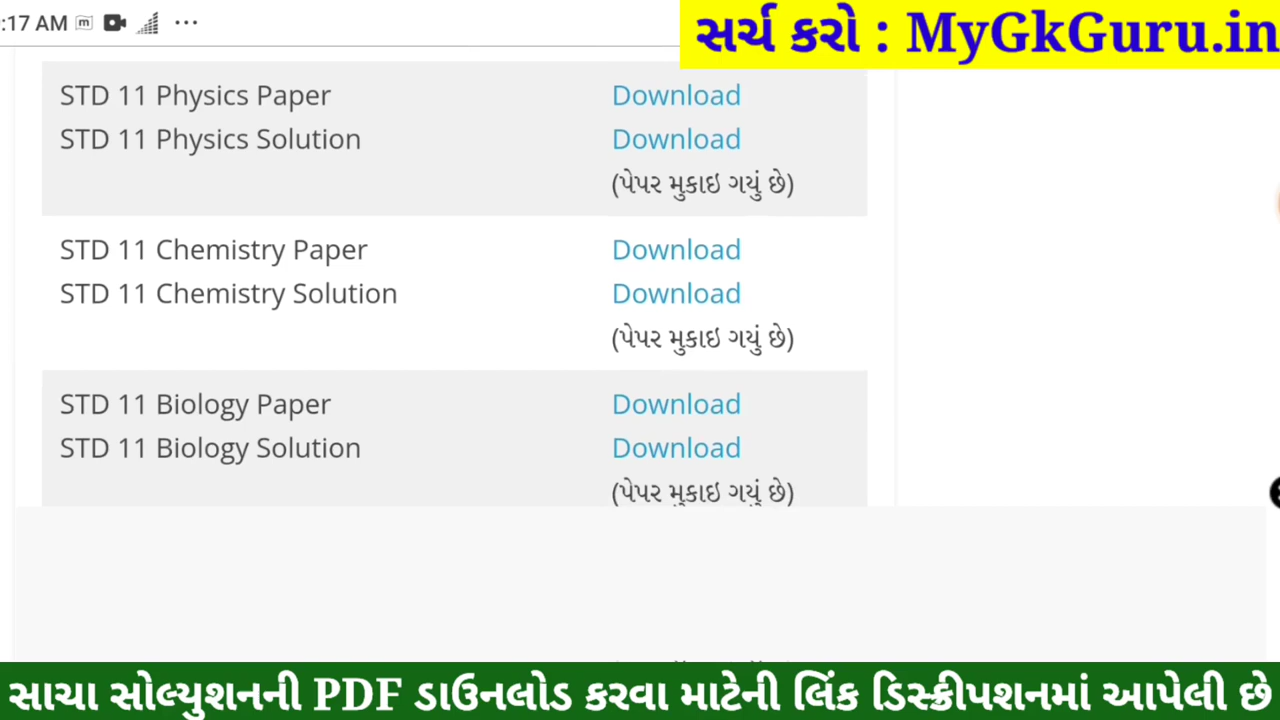 :17 AM
સર્ચ કરો : MyGkGuru.in
STD 11 Physics Paper Download
STD 11 Physics Solution Download
(પેપર મુકાઇ ગયું છે)
STD 11 Chemistry Paper Download
STD 11 Chemistry Solution Download
(પેપર મુકાઇ ગયું છે)
STD 11 Biology Paper Download
STD 11 Biology Solution Download
(પેપર મુકાઇ ગયું છે)
સાચા સોલ્યુશનની PDF ડાઉનલોડ કરવા માટેની લિંક ડિસ્ક્રીપશનમાં આપેલી છે